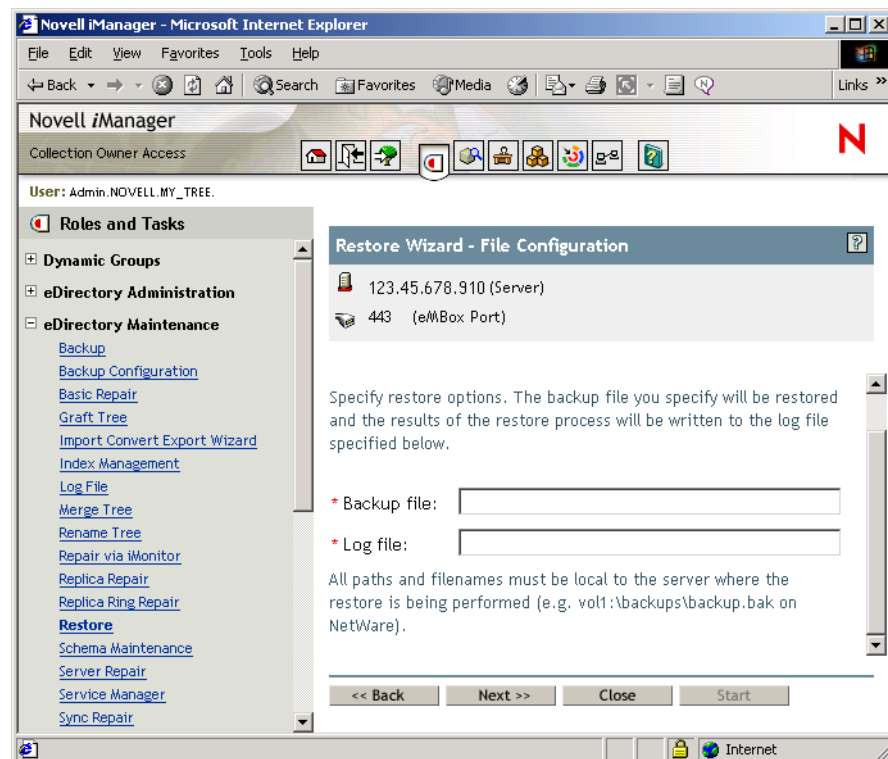 Novell iManager - Microsoft Internet Explorer
File Edit View Favorites Tools Help
Back Search Favorites Media Links »
Novell iManager
Collection Owner Access
N
User: Admin.NOVELL.MY_TREE.
Roles and Tasks
Dynamic Groups
eDirectory Administration
eDirectory Maintenance
Backup
Backup Configuration
Basic Repair
Graft Tree
Import Convert Export Wizard
Index Management
Log File
Merge Tree
Rename Tree
Repair via iMonitor
Replica Repair
Replica Ring Repair
Restore
Schema Maintenance
Server Repair
Service Manager
Sync Repair
Restore Wizard - File Configuration ?
123.45.678.910 (Server)
443 (eMBox Port)
Specify restore options. The backup file you specify will be restored
and the results of the restore process will be written to the log file
specified below.
* Backup file:
* Log file:
All paths and filenames must be local to the server where the
restore is being performed (e.g. vol1:\backups\backup.bak on
NetWare).
<< Back Next >> Close Start
Internet